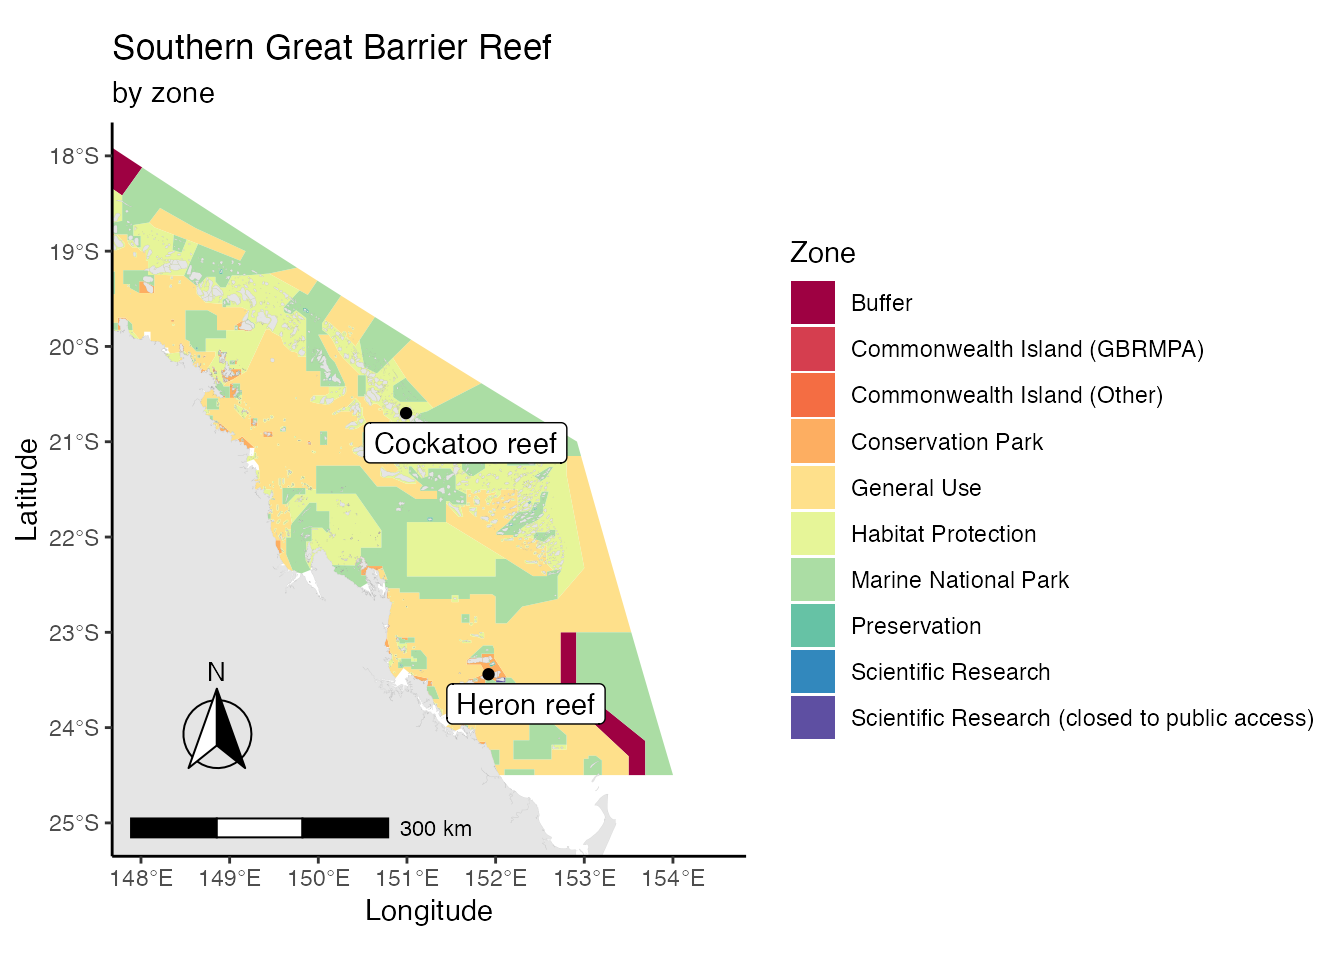 Southern Great Barrier Reef
by zone
18°S
19°S
20°S
21°S
22°S
23°S
24°S
25°S
Latitude
Cockatoo reef
Heron reef
N
300 km
148°E 149°E 150°E 151°E 152°E 153°E 154°E
Longitude
Zone
Buffer
Commonwealth Island (GBRMPA)
Commonwealth Island (Other)
Conservation Park
General Use
Habitat Protection
Marine National Park
Preservation
Scientific Research
Scientific Research (closed to public access)